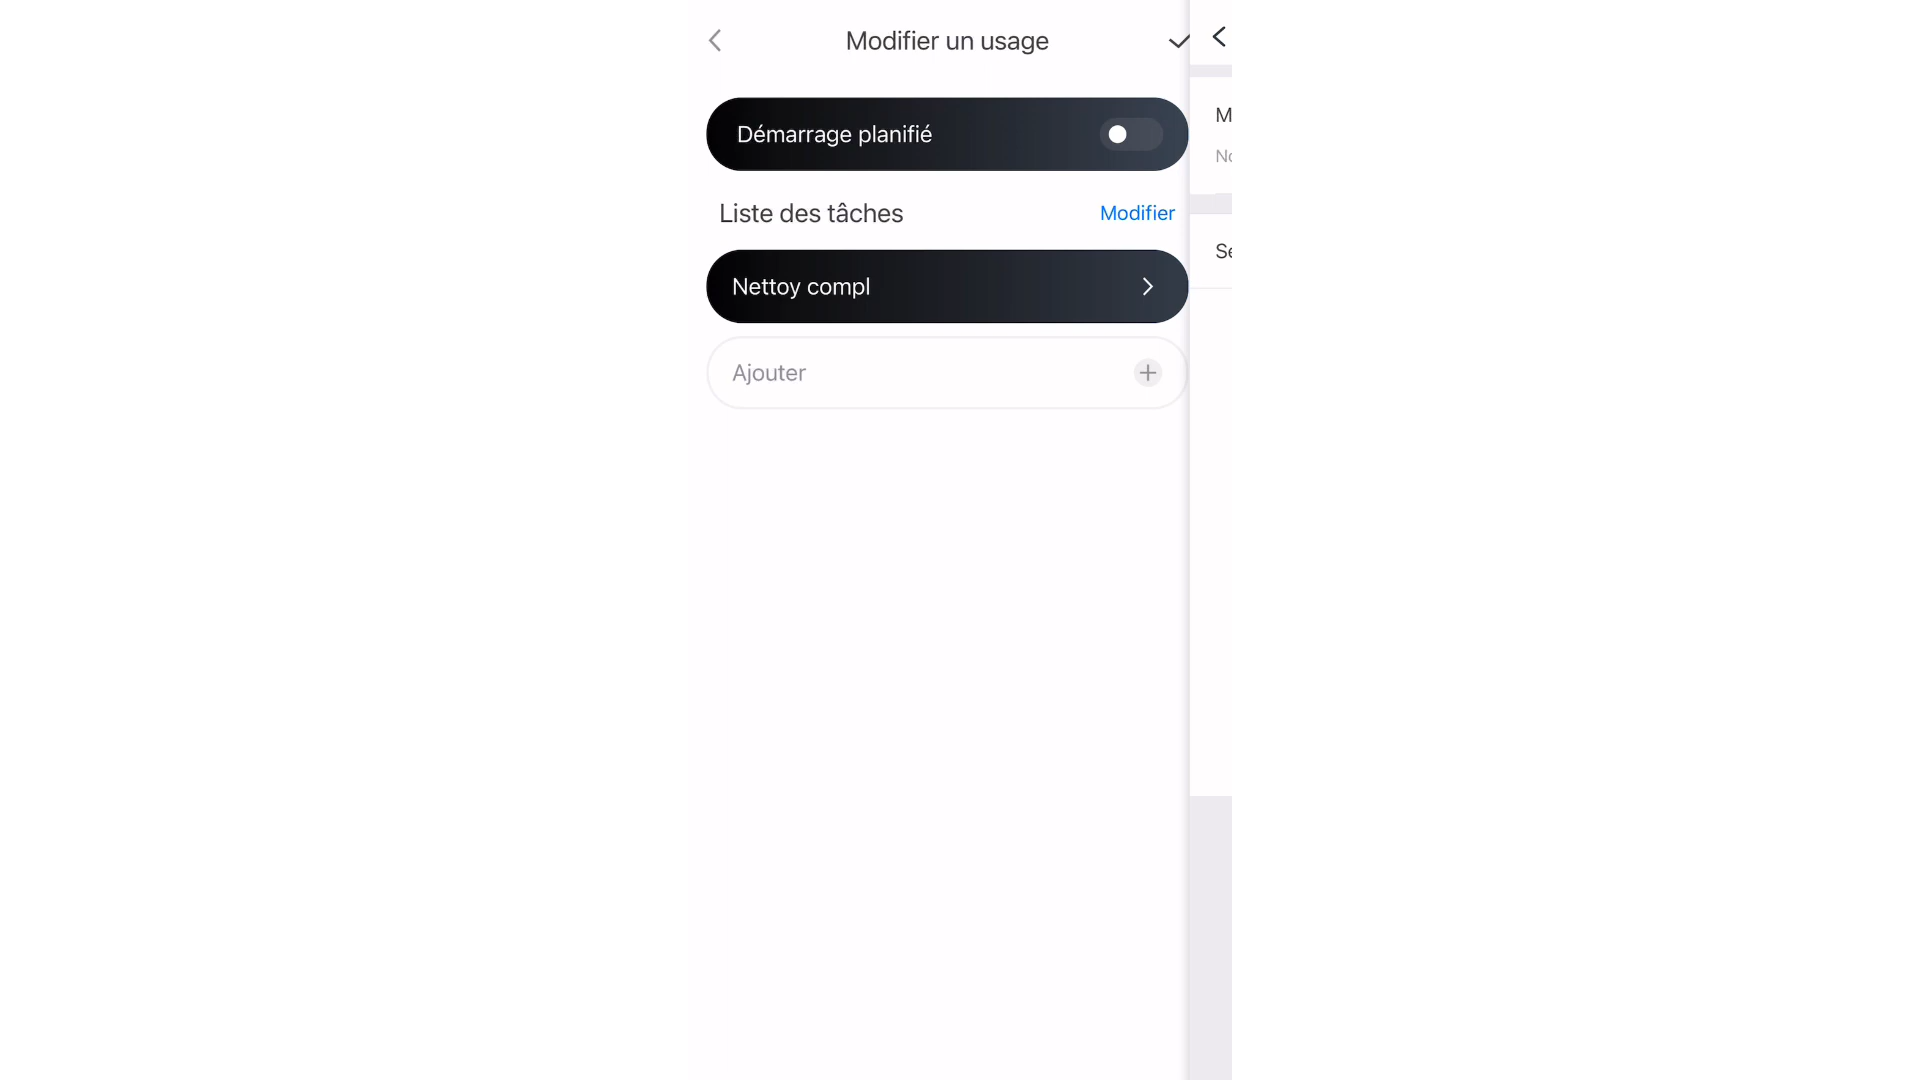 Modifier un usage
Démarrage planifié
Liste des tâches
Modifier
Nettoy compl
Ajouter